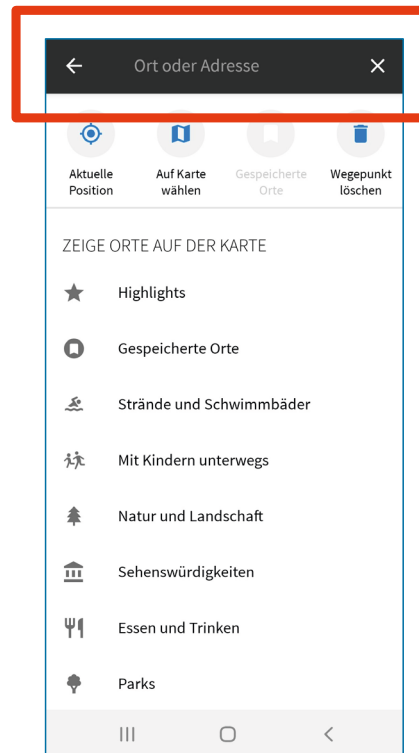 Ort oder Adresse
Aktuelle Auf Karte Gespeicherte Wegepunkt
Position wählen Orte löschen
ZEIGE ORTE AUF DER KARTE
Highlights
Gespeicherte Orte
Strände und Schwimmbäder
Mit Kindern unterwegs
Natur und Landschaft
Sehenswürdigkeiten
Essen und Trinken
Parks